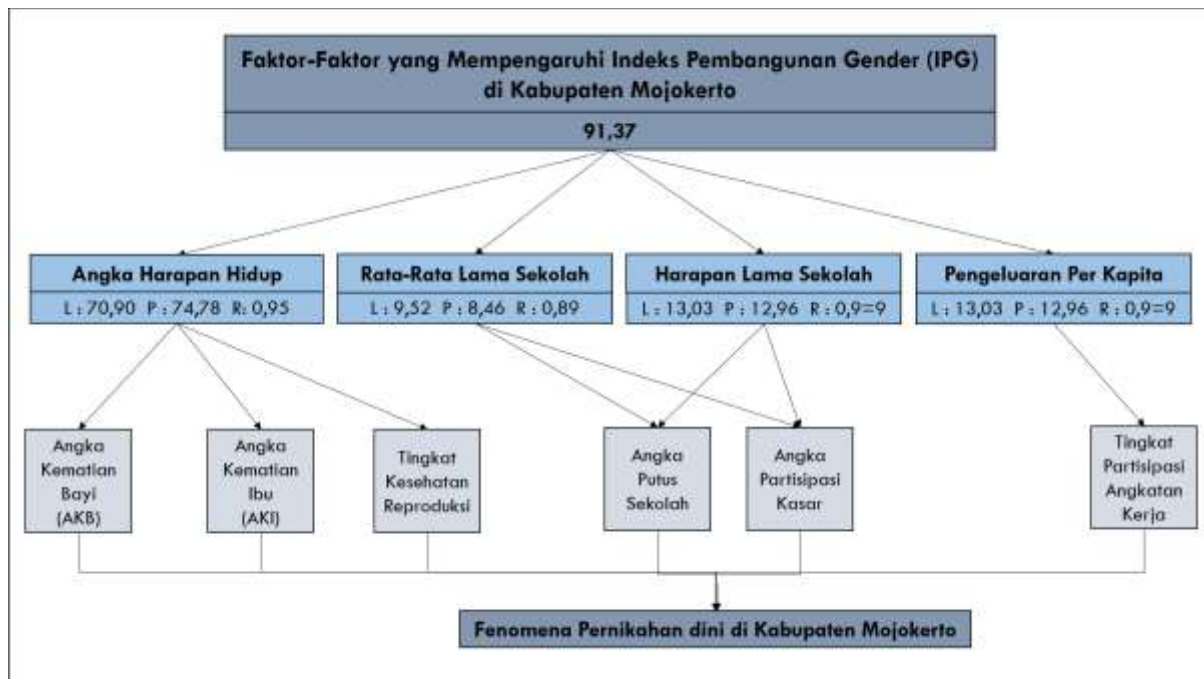 Faktor-Faktor yang Mempengaruhi Indeks Pembangunan Gender (IPG)
di Kabupaten Mojokerto
91,37
Angka Harapan Hidup
L : 70,90 P : 74,78 R: 0,95
Rata-Rata Lama Sekolah
L : 9,52 P : 8,46 R : 0,89
Harapan Lama Sekolah
L : 13,03 P : 12,96 R : 0,9=9
Pengeluaran Per Kapita
L : 13,03 P : 12,96 R : 0,9=9
Angka
Kematian
Bayi
(AKB)
Angka
Kematian
Ibu
(AKI)
Tingkat
Kesehatan
Reproduksi
Angka
Putus
Sekolah
Angka
Partisipasi
Kasar
Tingkat
Partisipasi
Angkatan
Kerja
Fenomena Pernikahan dini di Kabupaten Mojokerto